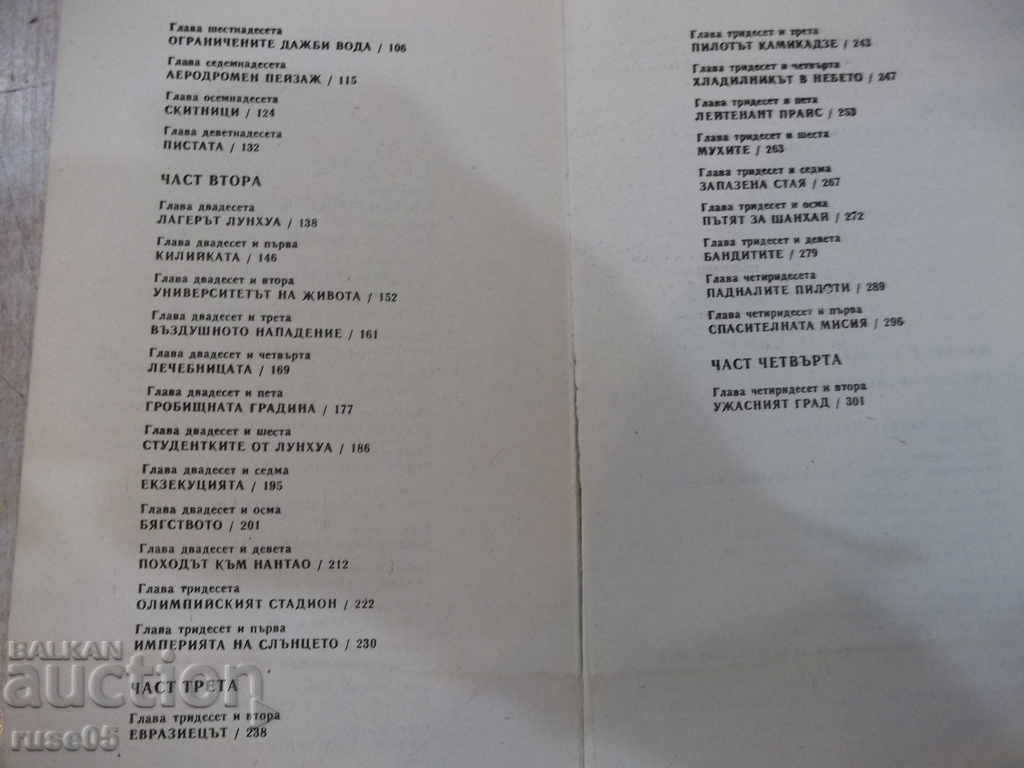 Глава шестнадесета
ОГРАНИЧЕНИТЕ ДАЖБИ ВОДА / 106
Глава седемнадесета
АЕРОДРОМЕН ПЕЙЗАЖ / 115
Глава осемнадесета
СКИТНИЦИ / 124
Глава деветнадесета
ПИСТАТА / 132
ЧАСТ ВТОРА
Глава двадесета
ЛАГЕРЪТ ЛУНХУА / 138
Глава двадесет и първа
КИЛИЙКАТА / 146
Глава двадесет и втора
УНИВЕРСИТЕТЪТ НА ЖИВОТА / 152
Глава двадесет и трета
ВЪЗДУШНОТО НАПАДЕНИЕ / 161
Глава двадесет и четвърта
ЛЕЧЕБНИЦАТА / 169
Глава двадесет и пета
ГРОБИЩНАТА ГРАДИНА / 177
Глава двадесет и шеста
СТУДЕНТКИТЕ ОТ ЛУНХУА / 186
Глава двадесет и седма
ЕКЗЕКУЦИЯТА / 195
Глава двадесет и осма
БЯГСТВОТО / 201
Глава двадесет и девета
ПОХОДЪТ КЪМ НАНТАО / 212
Глава тридесета
ОЛИМПИЙСКИЯТ СТАДИОН / 222
Глава тридесет и първа
ИМПЕРИЯТА НА СЛЪНЦЕТО / 230
ЧАСТ ТРЕТА
Глава тридесет и втора
ЕВРАЗИЕЦЪТ / 238
Глава тридесет и трета
ПИЛОТЪТ КАМИКАДЗЕ / 243
Глава тридесет и четвърта
ХЛАДИЛНИКЪТ В НЕБЕТО / 247
Глава тридесет и пета
ЛЕЙТЕНАНТ ПРАЙС / 253
Глава тридесет и шеста
МУХИТЕ / 263
Глава тридесет и седма
ЗАПАЗЕНА СТАЯ / 267
Глава тридесет и осма
ПЪТЯТ ЗА ШАНХАЙ / 272
Глава тридесет и девета
БАНДИТИТЕ / 279
Глава четиридесета
ПАДНАЛИТЕ ПИЛОТИ / 289
Глава четиридесет и първа
СПАСИТЕЛНАТА МИСИЯ / 296
ЧАСТ ЧЕТВЪРТА
Глава четиридесет и втора
УЖАСНИЯТ ГРАД / 301
BALKAN
auction
ruse05